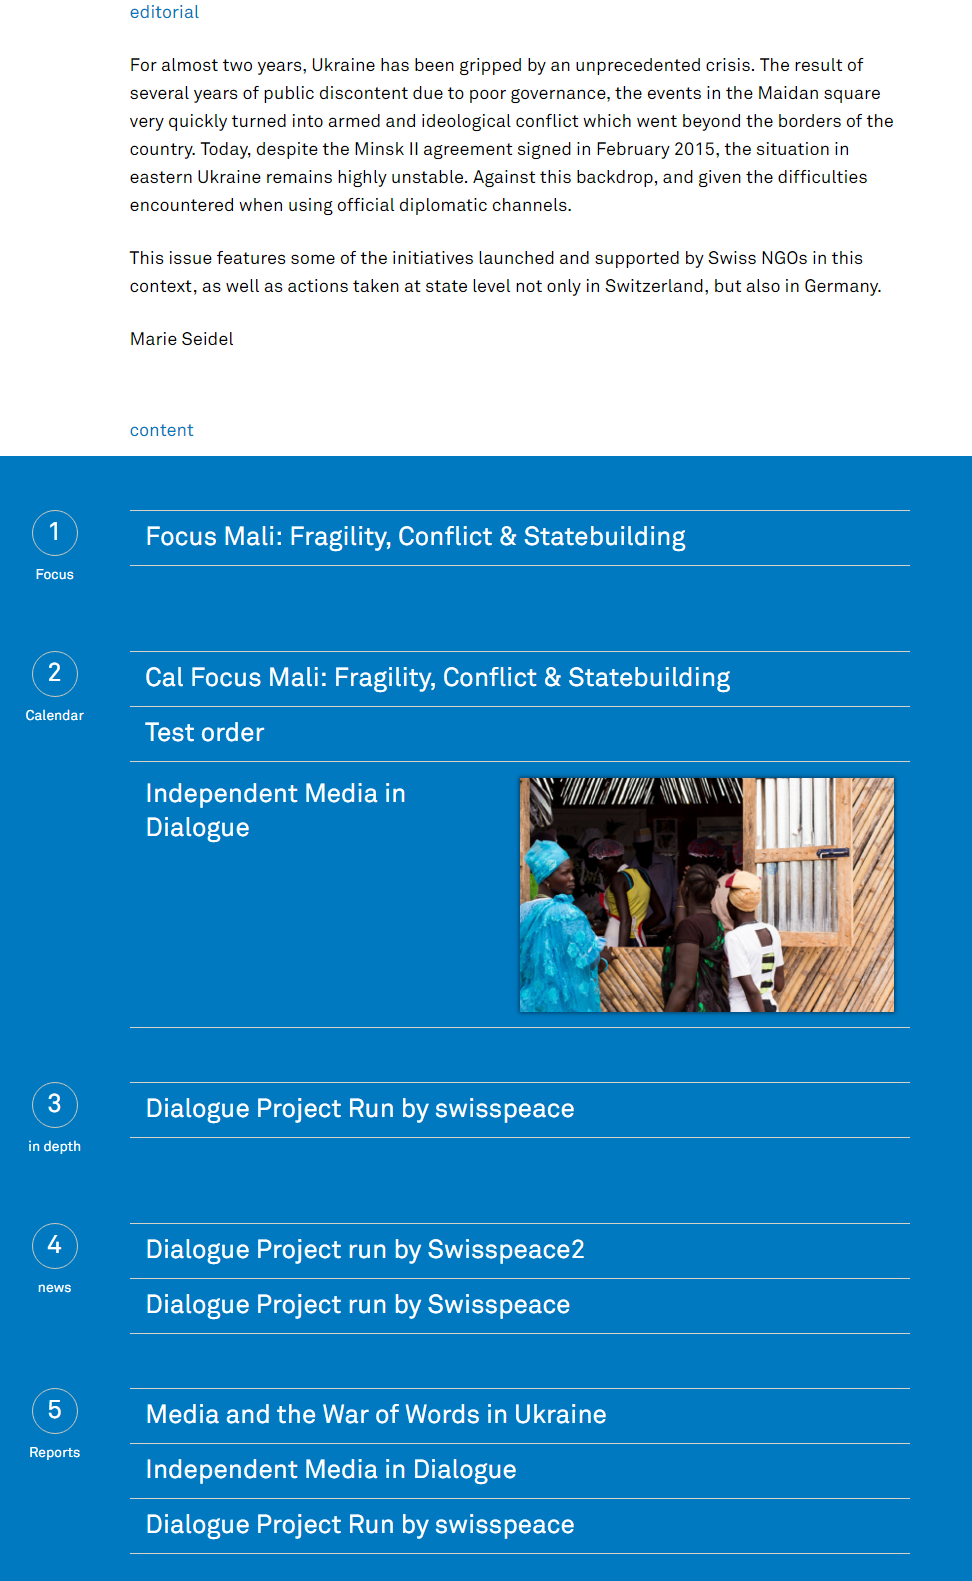 editorial
For almost two years, Ukraine has been gripped by an unprecedented crisis. The result of
several years of public discontent due to poor governance, the events in the Maidan square
very quickly turned into armed and ideological conflict which went beyond the borders of the
country. Today, despite the Minsk II agreement signed in February 2015, the situation in
eastern Ukraine remains highly unstable. Against this backdrop, and given the difficulties
encountered when using official diplomatic channels.
This issue features some of the initiatives launched and supported by Swiss NGOs in this
context, as well as actions taken at state level not only in Switzerland, but also in Germany.
Marie Seidel
content
1
Focus
Focus Mali: Fragility, Conflict & Statebuilding
2
Calendar
Cal Focus Mali: Fragility, Conflict & Statebuilding
Test order
Independent Media in
Dialogue
3
in depth
Dialogue Project Run by swisspeace
4
news
Dialogue Project run by Swisspeace2
Dialogue Project run by Swisspeace
5
Reports
Media and the War of Words in Ukraine
Independent Media in Dialogue
Dialogue Project Run by swisspeace